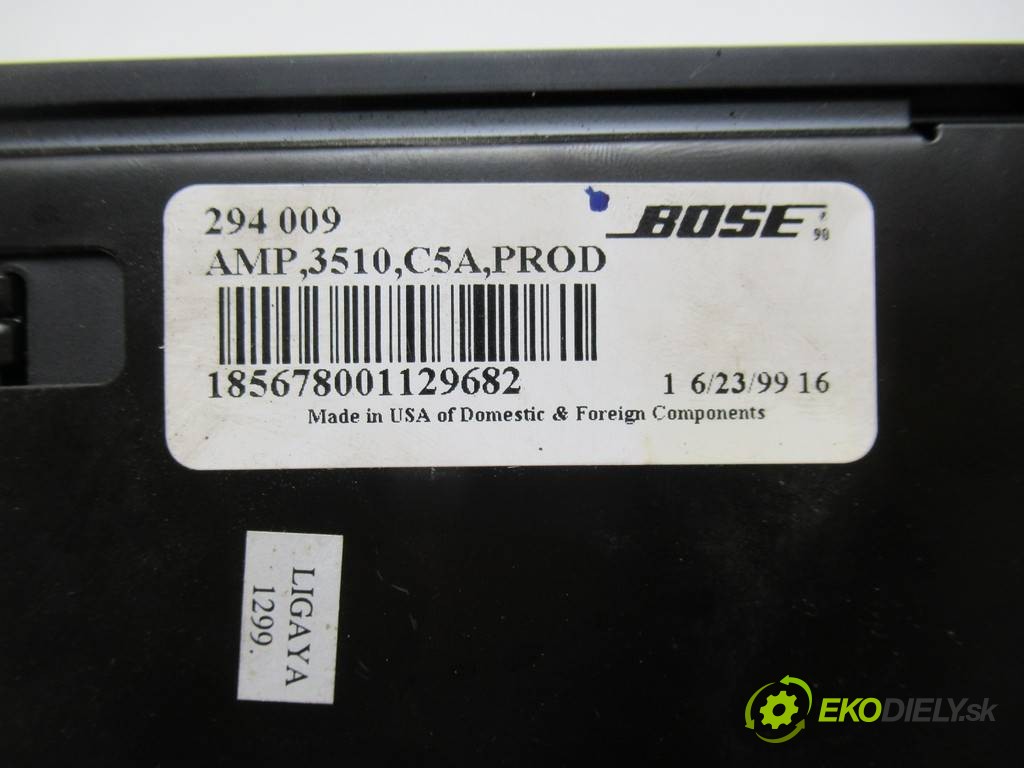 294 009
BOSE
AMP,3510,C5A,PROD
185678001129682
1 6/23/99 16
Made in USA of Domestic & Foreign Components
LIGAYA
1299.
EKODIELY.sk